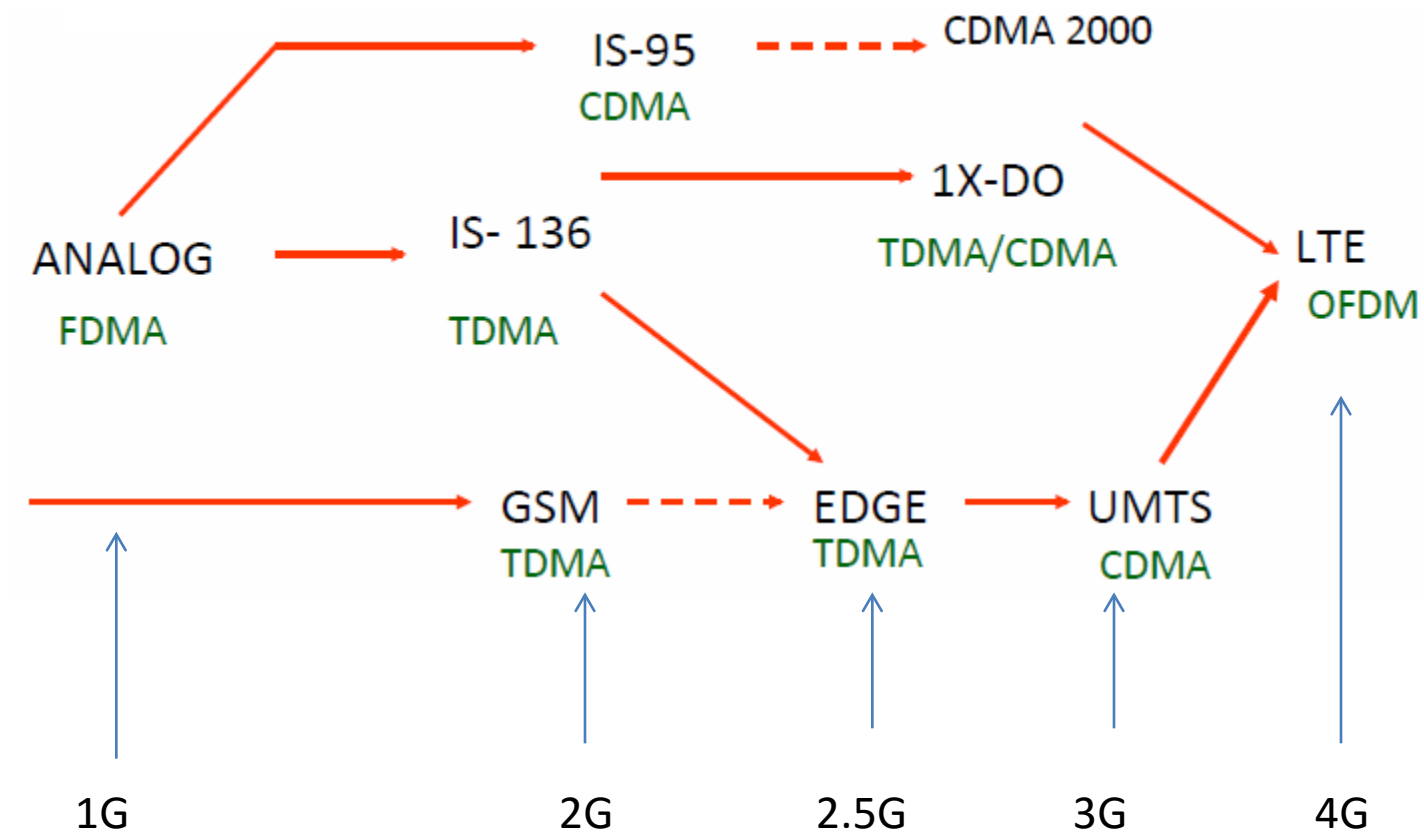 IS-95
CDMA 2000
CDMA
1X-DO
IS- 136
ANALOG
TDMA/CDMA
LTE
FDMA
TDMA
OFDM
GSM
EDGE
UMTS
TDMA
TDMA
CDMA
1G
2G
2.5G
3G
4G